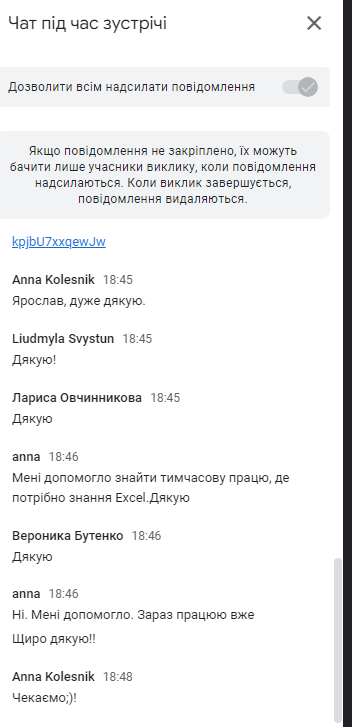 Чат під час зустрічі
Дозволити всім надсилати повідомлення
Якщо повідомлення не закріплено, їх можуть
бачити лише учасники виклику, коли повідомлення
надсилаються. Коли виклик завершується,
повідомлення видаляються.
kpjbU7xxqewJw
Anna Kolesnik 18:45
Ярослав, дуже дякую.
Liudmyla Svystun 18:45
Дякую!
Лариса Овчинникова 18:45
Дякую
anna 18:46
Мені допомогло знайти тимчасову працю, де
потрібно знання Excel.Дякую
Вероника Бутенко 18:46
Дякую
anna 18:46
Ні. Мені допомогло. Зараз працюю вже
Щиро дякую!!
Anna Kolesnik 18:48
Чекаємо;)!